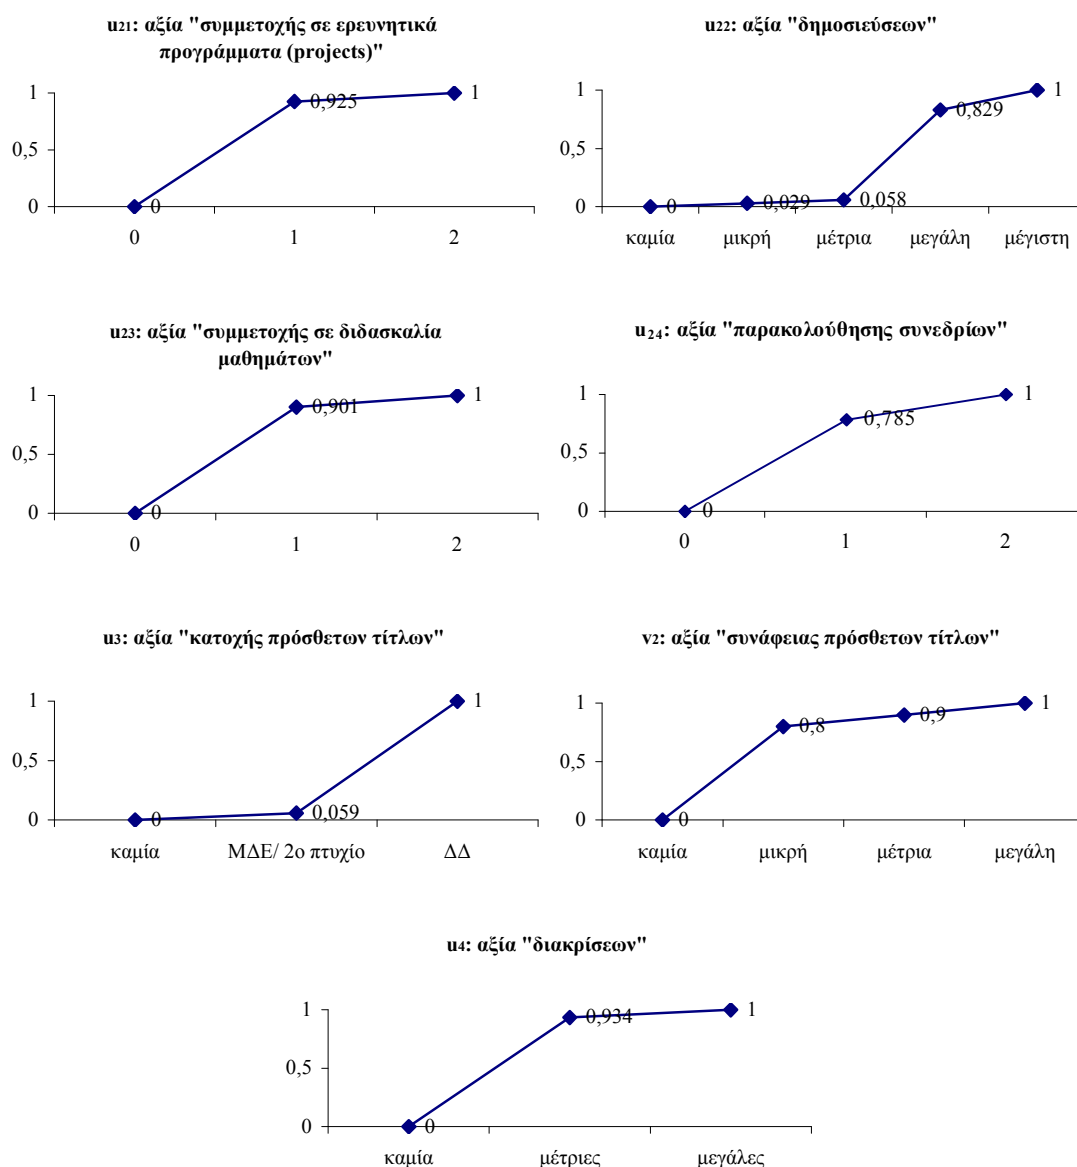 u21: αξία "συμμετοχής σε ερευνητικά
προγράμματα (projects)"
1
0,5
0
0
0,925
1
0
1
2
u22: αξία "δημοσιεύσεων"
1
0,5
0
0
0,029
0,058
0,829
1
καμία
μικρή
μέτρια
μεγάλη
μέγιστη
u23: αξία "συμμετοχής σε διδασκαλία
μαθημάτων"
1
0,5
0
0
0,901
1
0
1
2
u24: αξία "παρακολούθησης συνεδρίων"
1
0,5
0
0
0,785
1
0
1
2
u3: αξία "κατοχής πρόσθετων τίτλων"
1
0,5
0
0
0,059
1
καμία
ΜΔΕ/ 2ο πτυχίο
ΔΔ
v2: αξία "συνάφειας πρόσθετων τίτλων"
1
0,5
0
0
0,8
0,9
1
καμία
μικρή
μέτρια
μεγάλη
u4: αξία "διακρίσεων"
1
0,5
0
0
0,934
1
καμία
μέτριες
μεγάλες